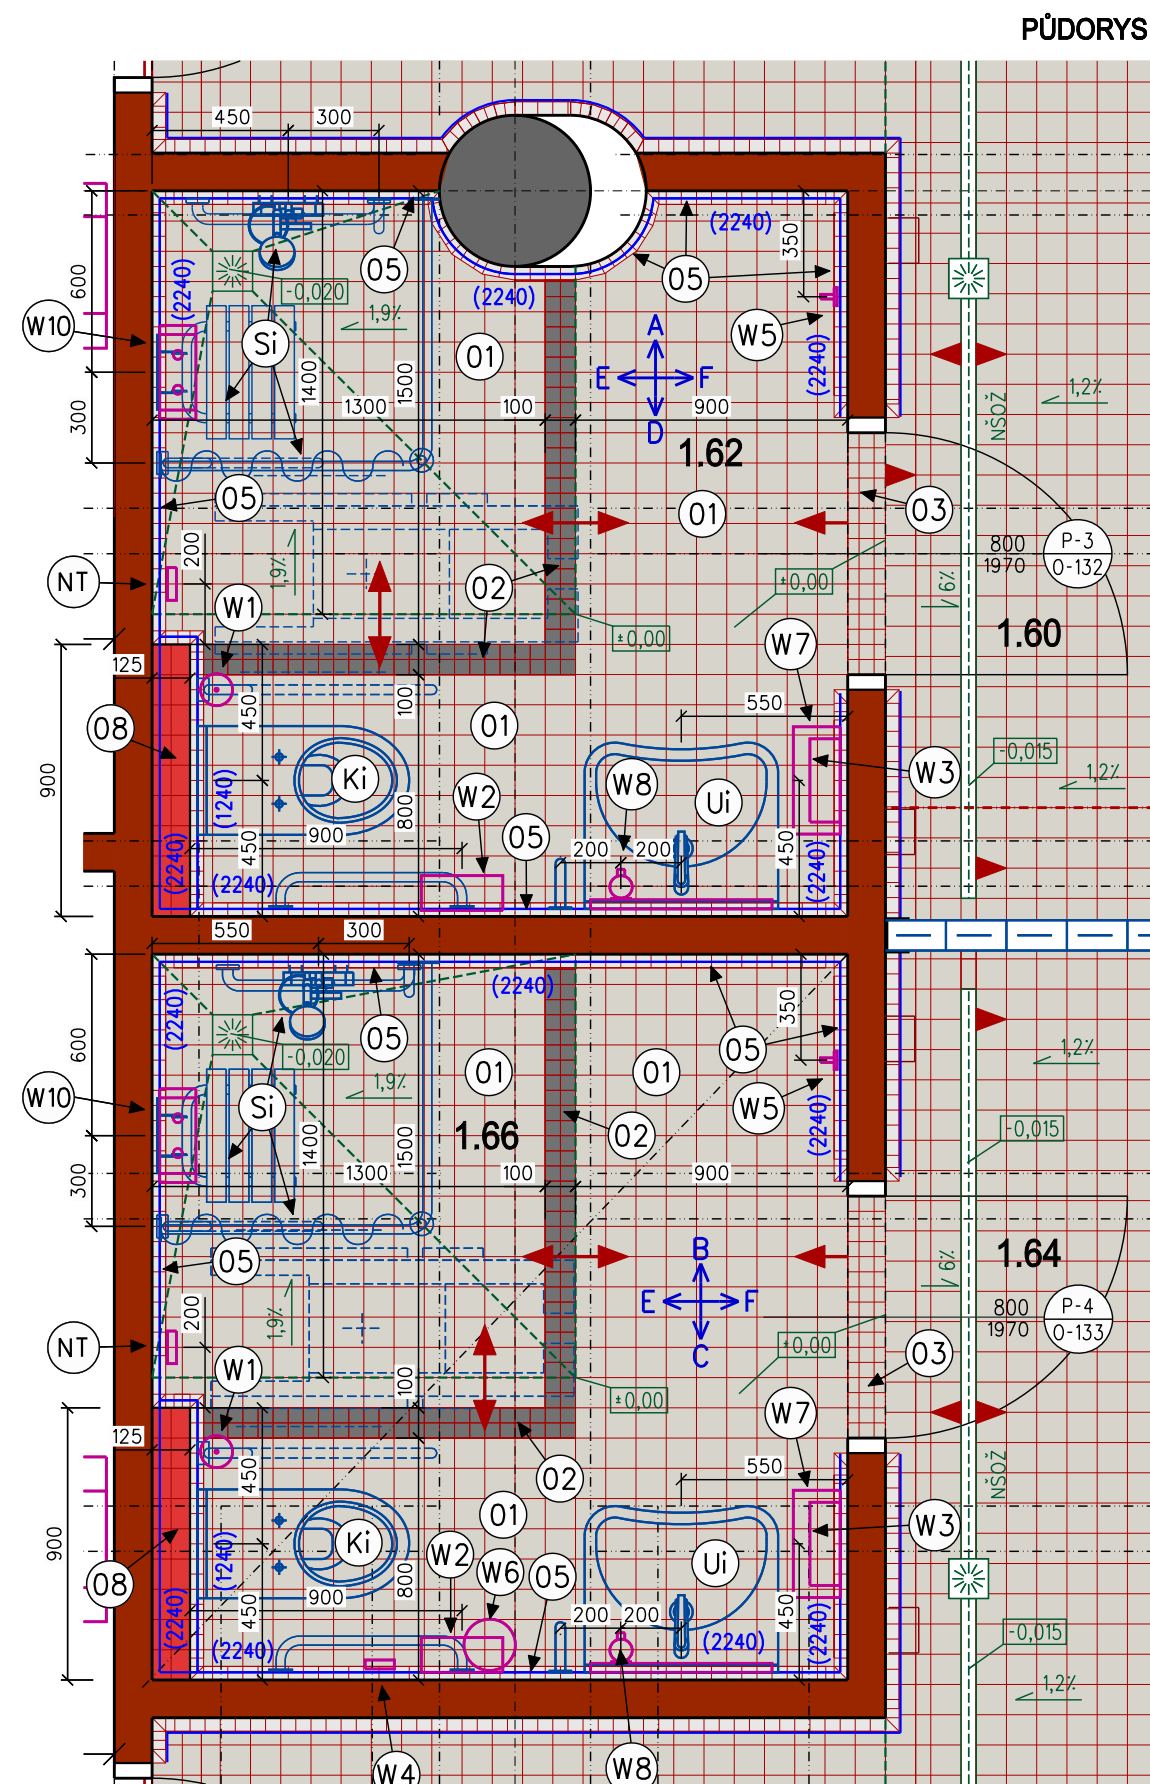 PŮDORYS
450 300
(2240)
350
600
(2240)
05
05
-0,020
(2240)
1,9%
W10
Si
01
W5
A
E F
D
(2240)
1,2%
NŠOŽ
1400
1500
300
1300 100 900
1.62
05
01
03
P-3
O-132
800
1970
200
1,9%
NT
02
±0,00
6%
W1
±0,00
W7
1.60
125
450
100
550
08
01
-0,015
W3
1,2%
Ki
W2
W8
Ui
900
(1240)
800
900
05
450
200 200
450
(2240)
(2240)
(2240)
550 300
(2240)
(2240)
350
600
05
05
-0,020
1,2%
01
01
1,9%
W10
Si
W5
-0,015
02
(2240)
1.66
1400
1500
300
1300 100 900
B
E F
C
05
1.64
6%
P-4
O-133
800
1970
200
1,9%
NT
±0,00
03
W1
100
±0,00
W7
125
450
02
550
NŠOŽ
01
W3
900
Ki
W2
W6
05
Ui
(1240)
08
900
800
450
200 200
450
(2240)
(2240)
(2240)
(2240)
-0,015
1,2%
W4
W8